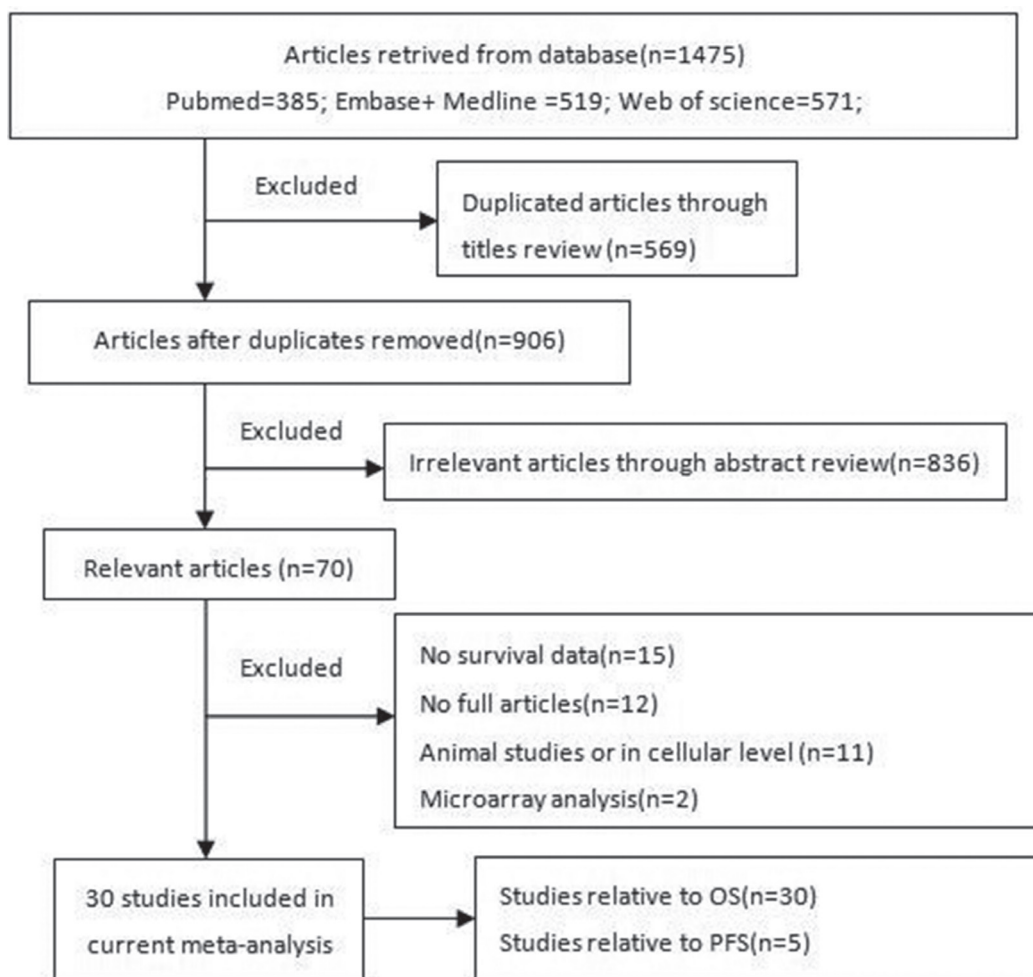 Articles retrived from database(n=1475)
Pubmed=385; Embase+ Medline =519; Web of science=571;
Excluded
Duplicated articles through
titles review (n=569)
Articles after duplicates removed(n=906)
Excluded
Irrelevant articles through abstract review(n=836)
Relevant articles (n=70)
Excluded
No survival data(n=15)
No full articles(n=12)
Animal studies or in cellular level (n=11)
Microarray analysis(n=2)
30 studies included in
current meta-analysis
Studies relative to OS(n=30)
Studies relative to PFS(n=5)